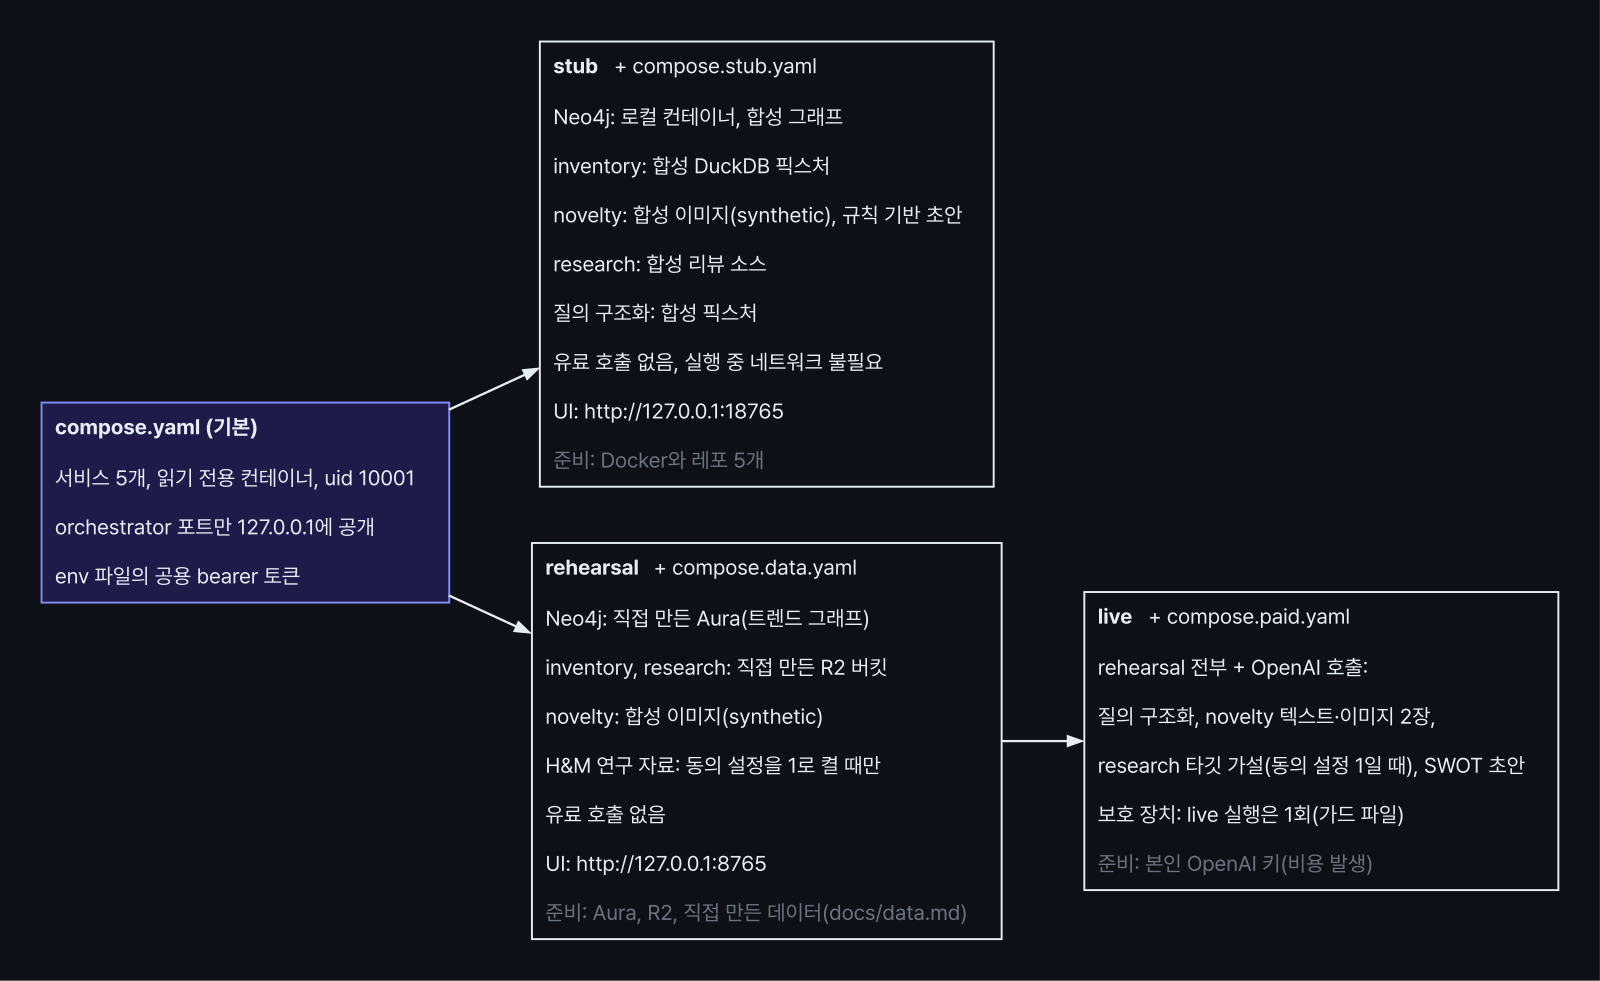 stub + compose.stub.yaml
Neo4j: 로컬 컨테이너, 합성 그래프
inventory: 합성 DuckDB 픽스처
novelty: 합성 이미지(synthetic), 규칙 기반 초안
research: 합성 리뷰 소스
질의 구조화: 합성 픽스처
유료 호출 없음, 실행 중 네트워크 불필요
UI: http://127.0.0.1:18765
준비: Docker와 레포 5개
compose.yaml (기본)
서비스 5개, 읽기 전용 컨테이너, uid 10001
orchestrator 포트만 127.0.0.1에 공개
env 파일의 공용 bearer 토큰
rehearsal + compose.data.yaml
Neo4j: 직접 만든 Aura(트렌드 그래프)
inventory, research: 직접 만든 R2 버킷
novelty: 합성 이미지(synthetic)
H&M 연구 자료: 동의 설정을 1로 켤 때만
유료 호출 없음
UI: http://127.0.0.1:8765
준비: Aura, R2, 직접 만든 데이터(docs/data.md)
live + compose.paid.yaml
rehearsal 전부 + OpenAI 호출:
질의 구조화, novelty 텍스트·이미지 2장,
research 타깃 가설(동의 설정 1일 때), SWOT 초안
보호 장치: live 실행은 1회(가드 파일)
준비: 본인 OpenAI 키(비용 발생)